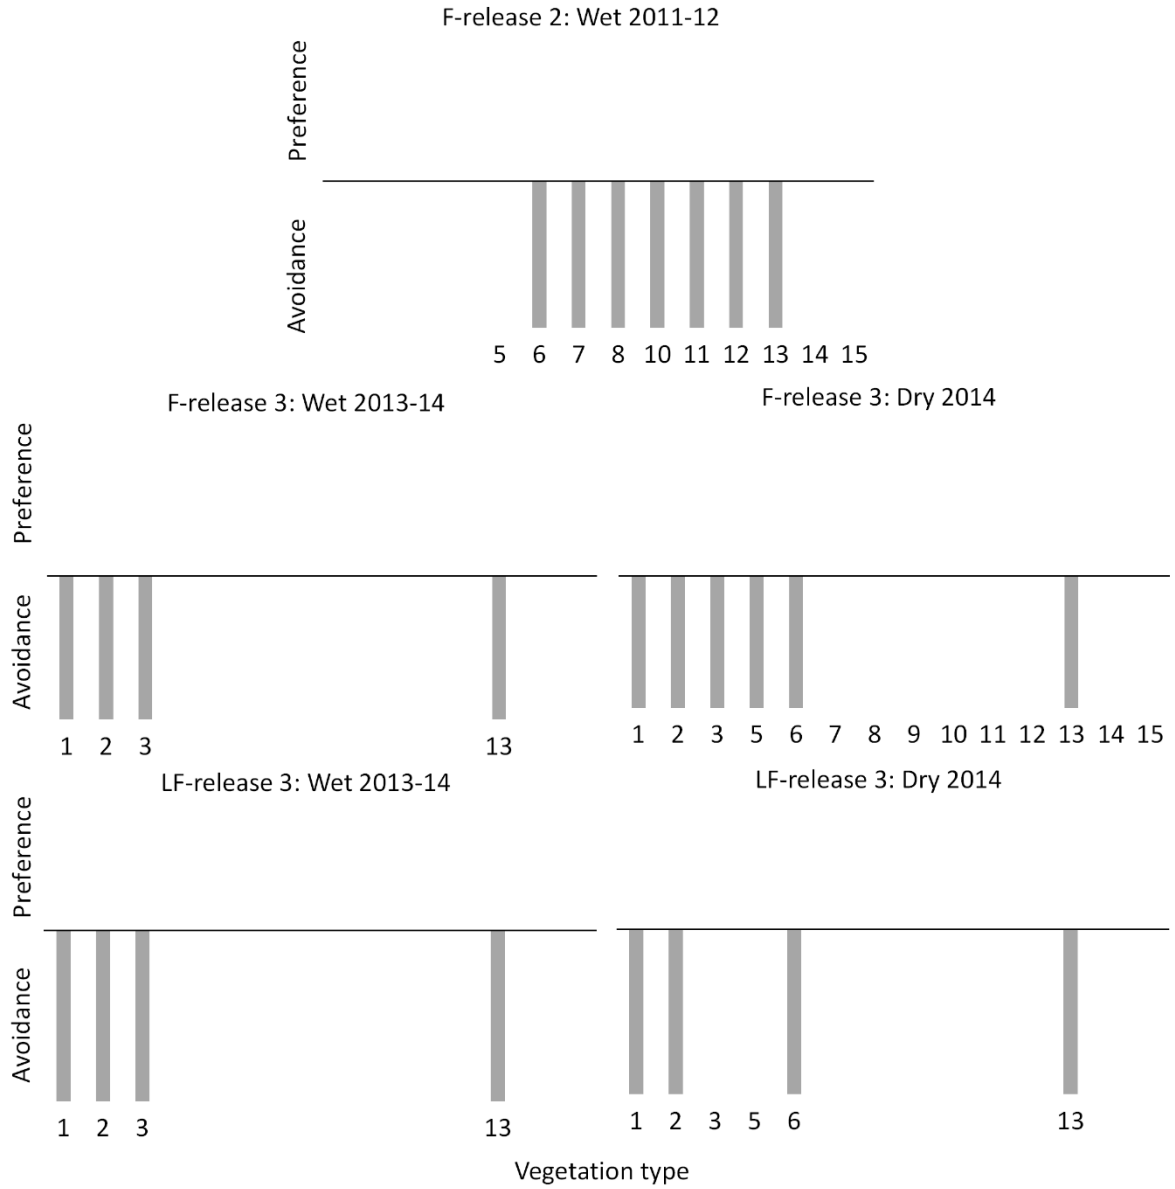 F-release 2: Wet 2011-12
Preference
Avoidance
5 6 7 8 10 11 12 13 14 15
F-release 3: Wet 2013-14
F-release 3: Dry 2014
Preference
Avoidance
1 2 3 13
1 2 3 5 6 7 8 9 10 11 12 13 14 15
LF-release 3: Wet 2013-14
LF-release 3: Dry 2014
Preference
Avoidance
1 2 3 13
1 2 3 5 6 13
Vegetation type